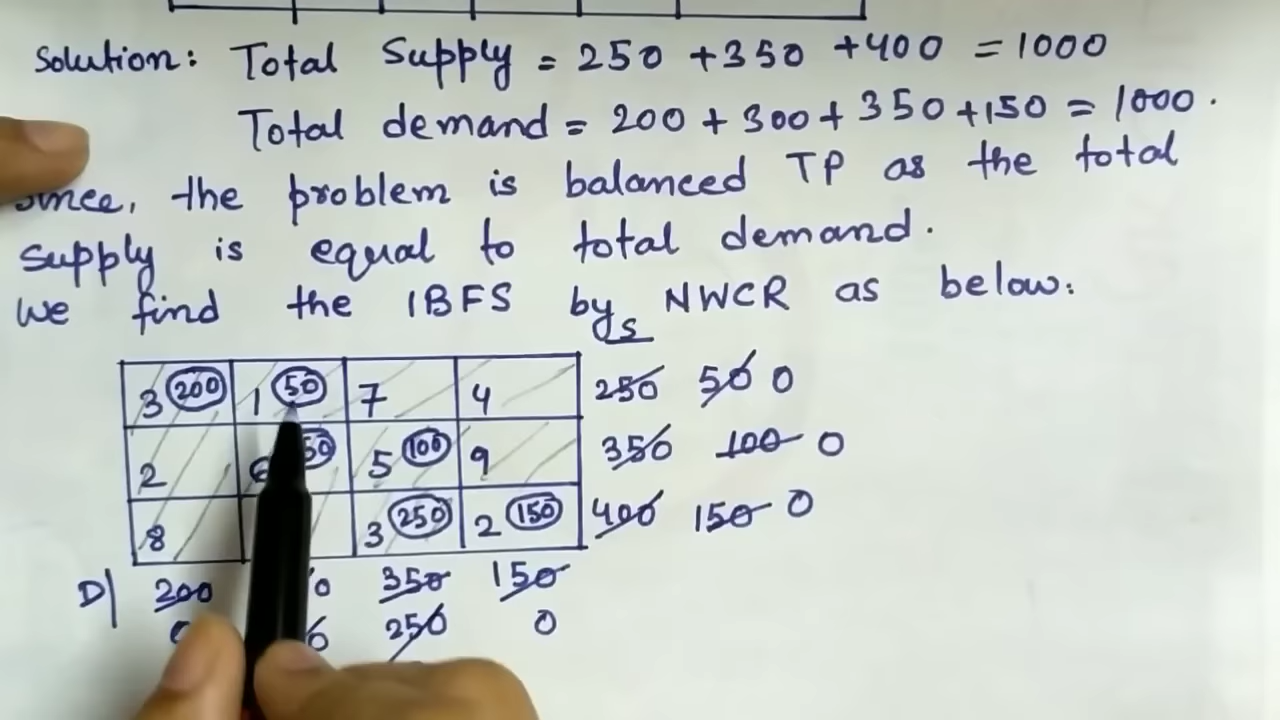 Solution: Total Supply = 250 + 350 + 400 = 1000
Total demand = 200 + 300 + 350 + 150 = 1000.
the problem is balanced TP as the total
supply is equal to total demand.
We find the IBFS by NWCR as below:
S
3 200 1 50 7 4 250 50 0
2 5 100 9 350 100 0
8 3 250 2 150 400 150 0
D| 200 350 150
250 0